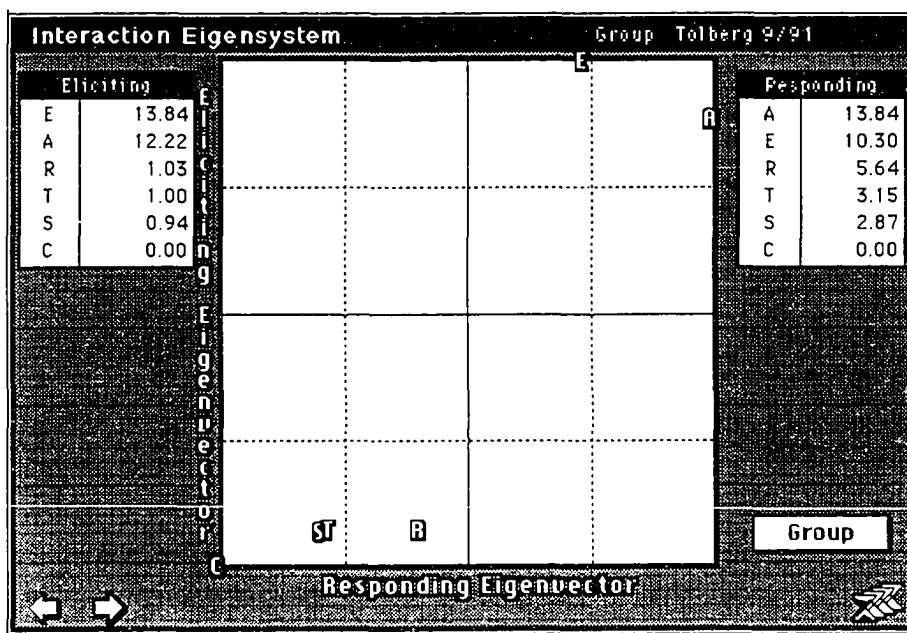 Interaction Eigensystem
Group Tolberg 9/91
Eliciting
E 13.84
A 12.22
R 1.03
T 1.00
S 0.94
C 0.00
Eliciting Eigenvector
E
A
ST
R
C
Responding Eigenvector
Responding
A 13.84
E 10.30
R 5.64
T 3.15
S 2.87
C 0.00
Group